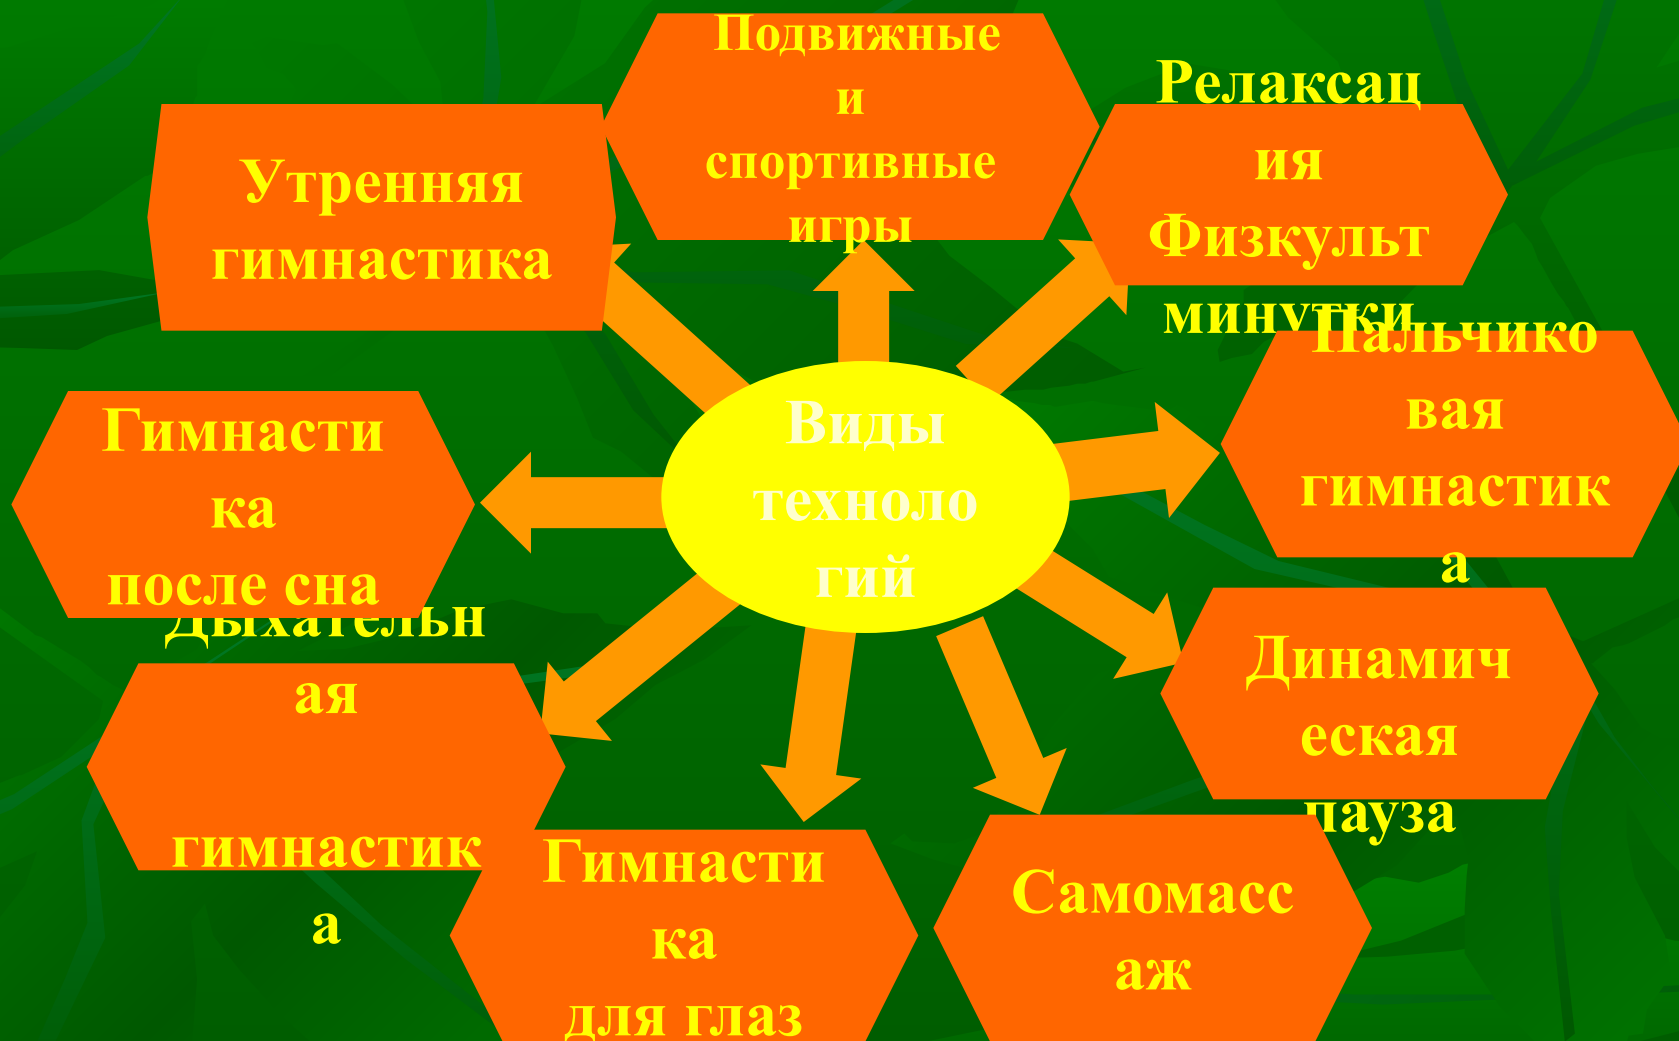 Подвижные
и
спортивные
игры
Релаксац
ия
Физкульт
минутки
Утренняя
гимнастика
Пальчико
вая
гимнастик
а
Гимнасти
ка
после сна
Виды
техноло
гий
Динамич
еская
пауза
Дыхательн
ая
гимнастик
а
Гимнасти
ка
для глаз
Самомасс
аж